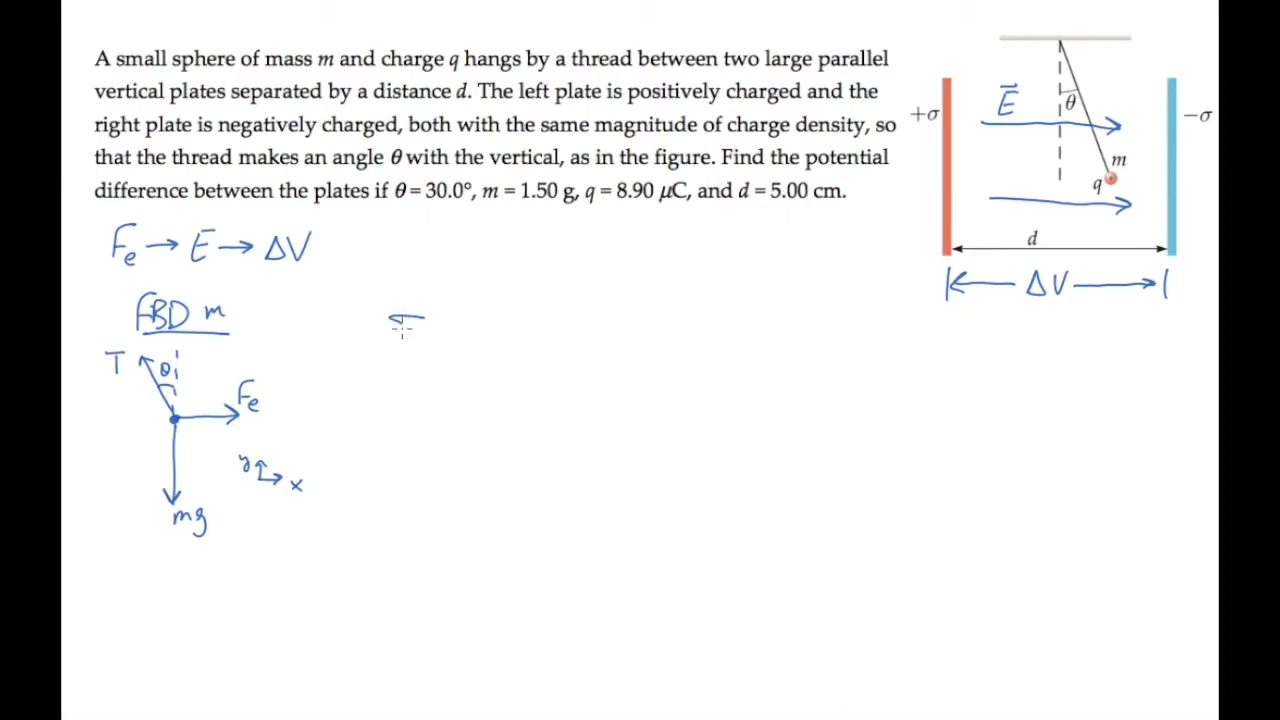 A small sphere of mass m and charge q hangs by a thread between two large parallel
vertical plates separated by a distance d. The left plate is positively charged and the
right plate is negatively charged, both with the same magnitude of charge density, so
that the thread makes an angle θ with the vertical, as in the figure. Find the potential
difference between the plates if θ = 30.0°, m = 1.50 g, q = 8.90 μC, and d = 5.00 cm.
+σ
E⃗
θ
−σ
m
q
d
ΔV
Fe → E → ΔV
FBD m
T
θ
Fe
y
x
mg